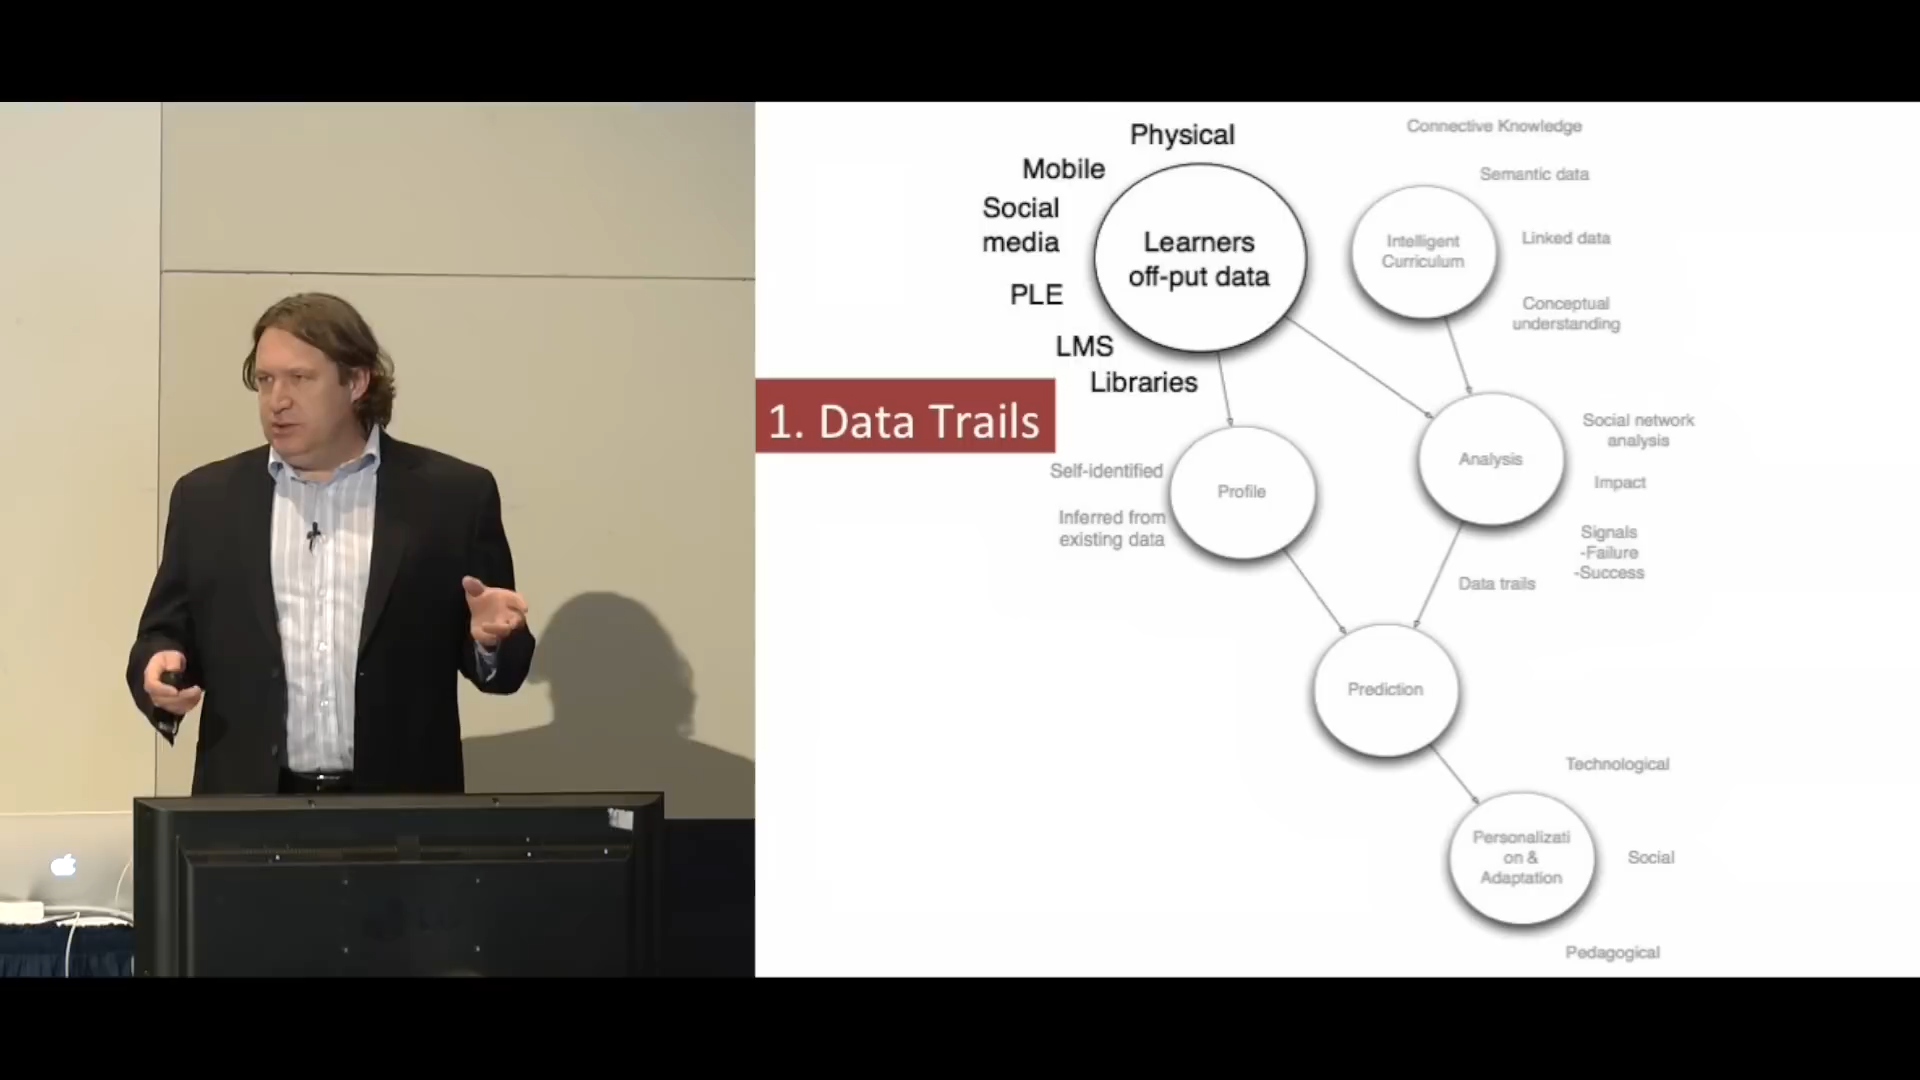 Physical
Mobile
Social
media
PLE
LMS
Libraries
Learners
off-put data
Connective Knowledge
Semantic data
Linked data
Conceptual
understanding
Intelligent
Curriculum
1. Data Trails
Self-identified
Inferred from
existing data
Profile
Analysis
Social network
analysis
Impact
Signals
-Failure
-Success
Data trails
Prediction
Technological
Personalizati
on &
Adaptation
Social
Pedagogical